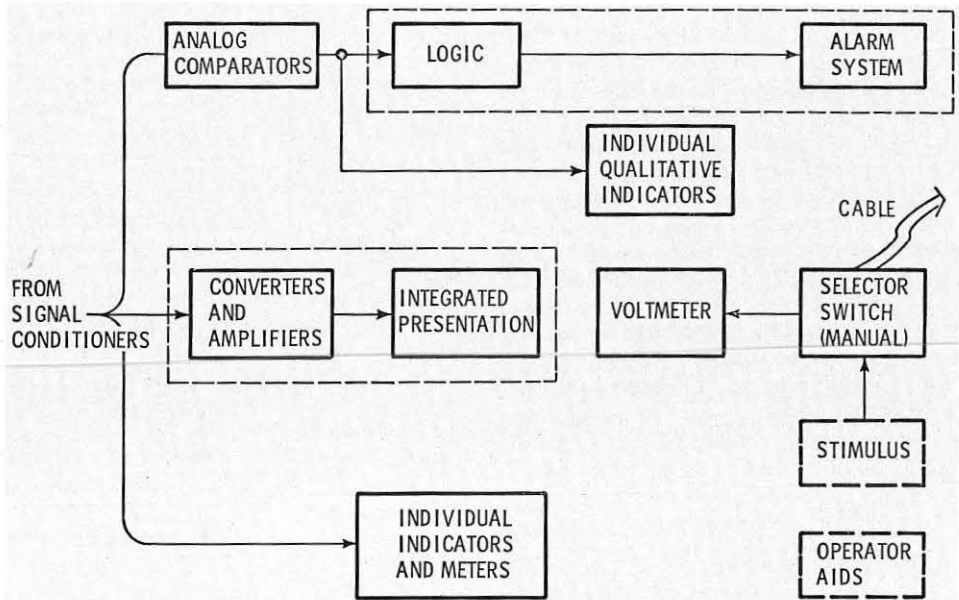 ANALOG
COMPARATORS
LOGIC
ALARM
SYSTEM
INDIVIDUAL
QUALITATIVE
INDICATORS
CABLE
FROM
SIGNAL
CONDITIONERS
CONVERTERS
AND
AMPLIFIERS
INTEGRATED
PRESENTATION
VOLTMETER
SELECTOR
SWITCH
(MANUAL)
STIMULUS
INDIVIDUAL
INDICATORS
AND METERS
OPERATOR
AIDS